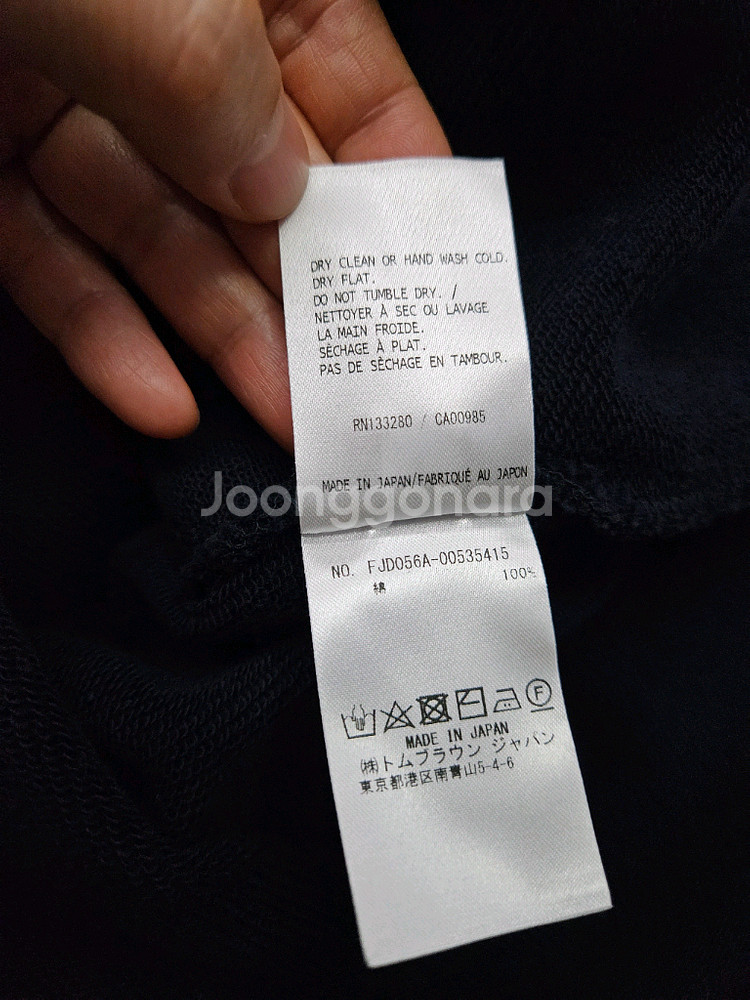 DRY CLEAN OR HAND WASH COLD.
DRY FLAT.
DO NOT TUMBLE DRY. /
NETTOYER À SEC OU LAVAGE
LA MAIN FROIDE.
SÈCHAGE À PLAT.
PAS DE SÈCHAGE EN TAMBOUR.
RN133280 / CA00985
MADE IN JAPAN/FABRIQUÉ AU JAPON
Joonggonara
NO. FJD056A-00535415
綿 100%
F
MADE IN JAPAN
㈱トムブラウン ジャパン
東京都港区南青山5-4-6